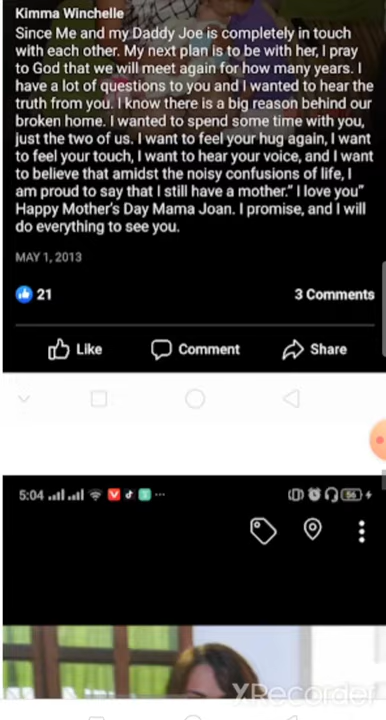 Kimma Winchelle
Since Me and my Daddy Joe is completely in touch
with each other. My next plan is to be with her, I pray
to God that we will meet again for how many years. I
have a lot of questions to you and I wanted to hear the
truth from you. I know there is a big reason behind our
broken home. I wanted to spend some time with you,
just the two of us. I want to feel your hug again, I want
to feel your touch, I want to hear your voice, and I want
to believe that amidst the noisy confusions of life, I
am proud to say that I still have a mother." I love you"
Happy Mother's Day Mama Joan. I promise, and I will
do everything to see you.
MAY 1, 2013
21
3 Comments
Like
Comment
Share
5:04
56
XRecorder